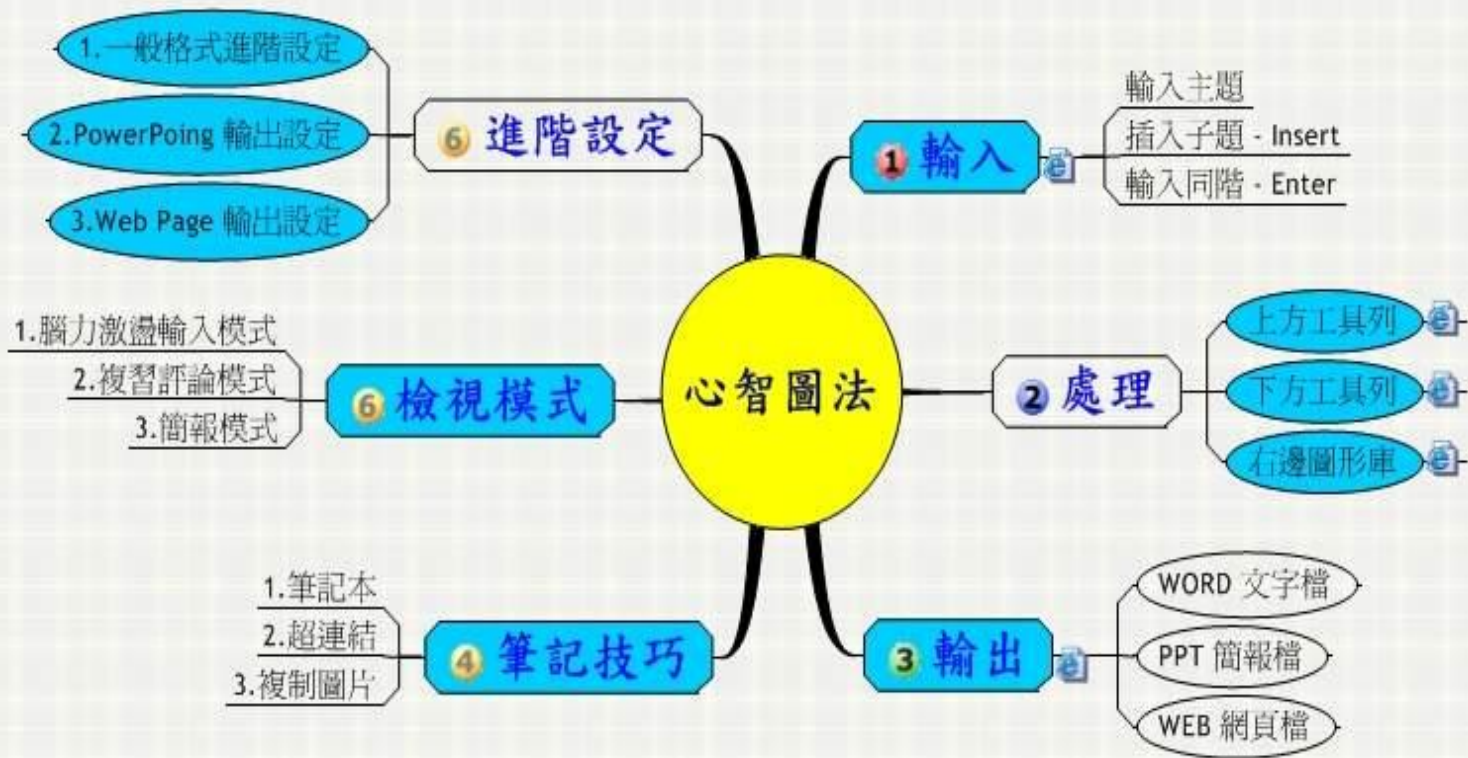 心智圖法
1 輸入
輸入主題
插入子題 - Insert
輸入同階 - Enter
2 處理
上方工具列
下方工具列
右邊圖形庫
3 輸出
WORD 文字檔
PPT 簡報檔
WEB 網頁檔
4 筆記技巧
1.筆記本
2.超連結
3.複制圖片
6 檢視模式
1.腦力激盪輸入模式
2.複習評論模式
3.簡報模式
6 進階設定
1.一般格式進階設定
2.PowerPoing 輸出設定
3.Web Page 輸出設定